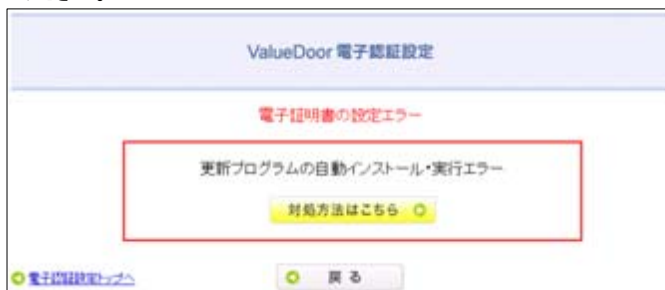 ValueDoor 電子認証設定
電子証明書の設定エラー
更新プログラムの自動インストール・実行エラー
対処方法はこちら
電子認証設定トップへ
戻る